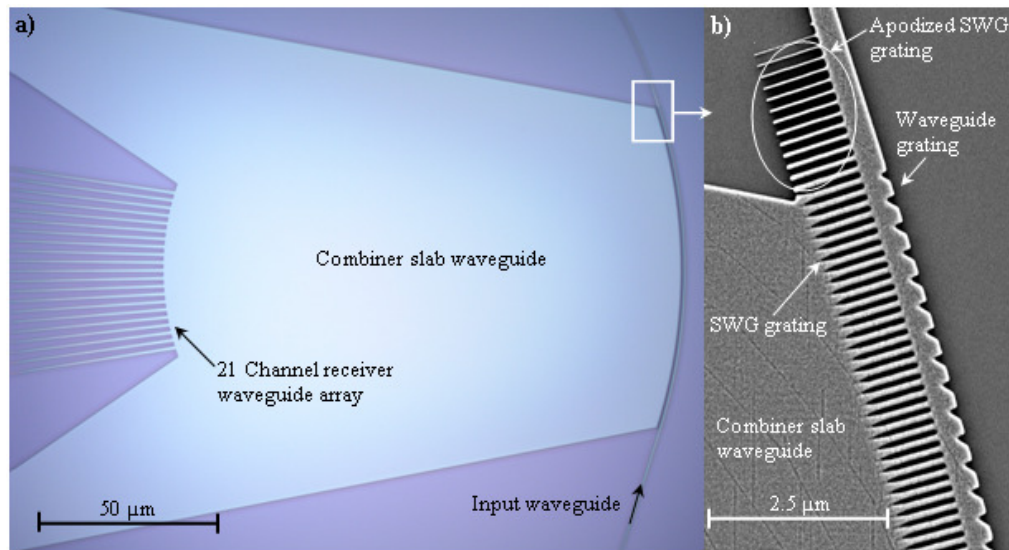 a)
Combiner slab waveguide
21 Channel receiver
waveguide array
50 μm
Input waveguide
b)
Apodized SWG
grating
Waveguide
grating
SWG grating
Combiner slab
waveguide
2.5 μm